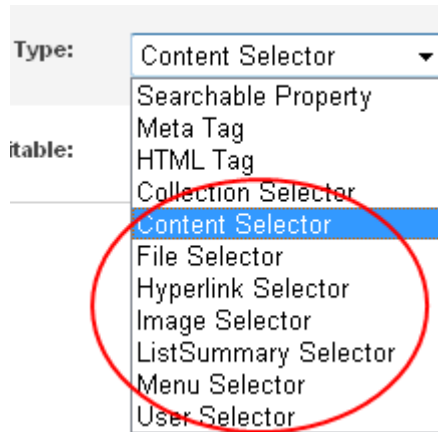 Type:
Content Selector
Searchable Property
Meta Tag
itable:
HTML Tag
Collection Selector
Content Selector
File Selector
Hyperlink Selector
Image Selector
ListSummary Selector
Menu Selector
User Selector